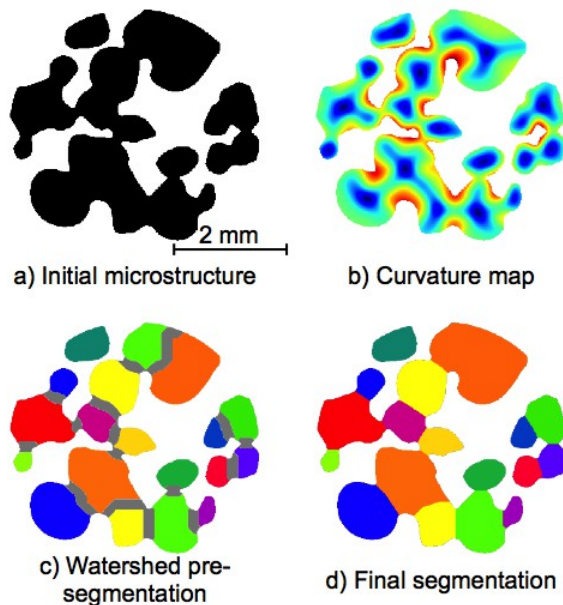 2 mm
a) Initial microstructure
b) Curvature map
c) Watershed pre-
segmentation
d) Final segmentation